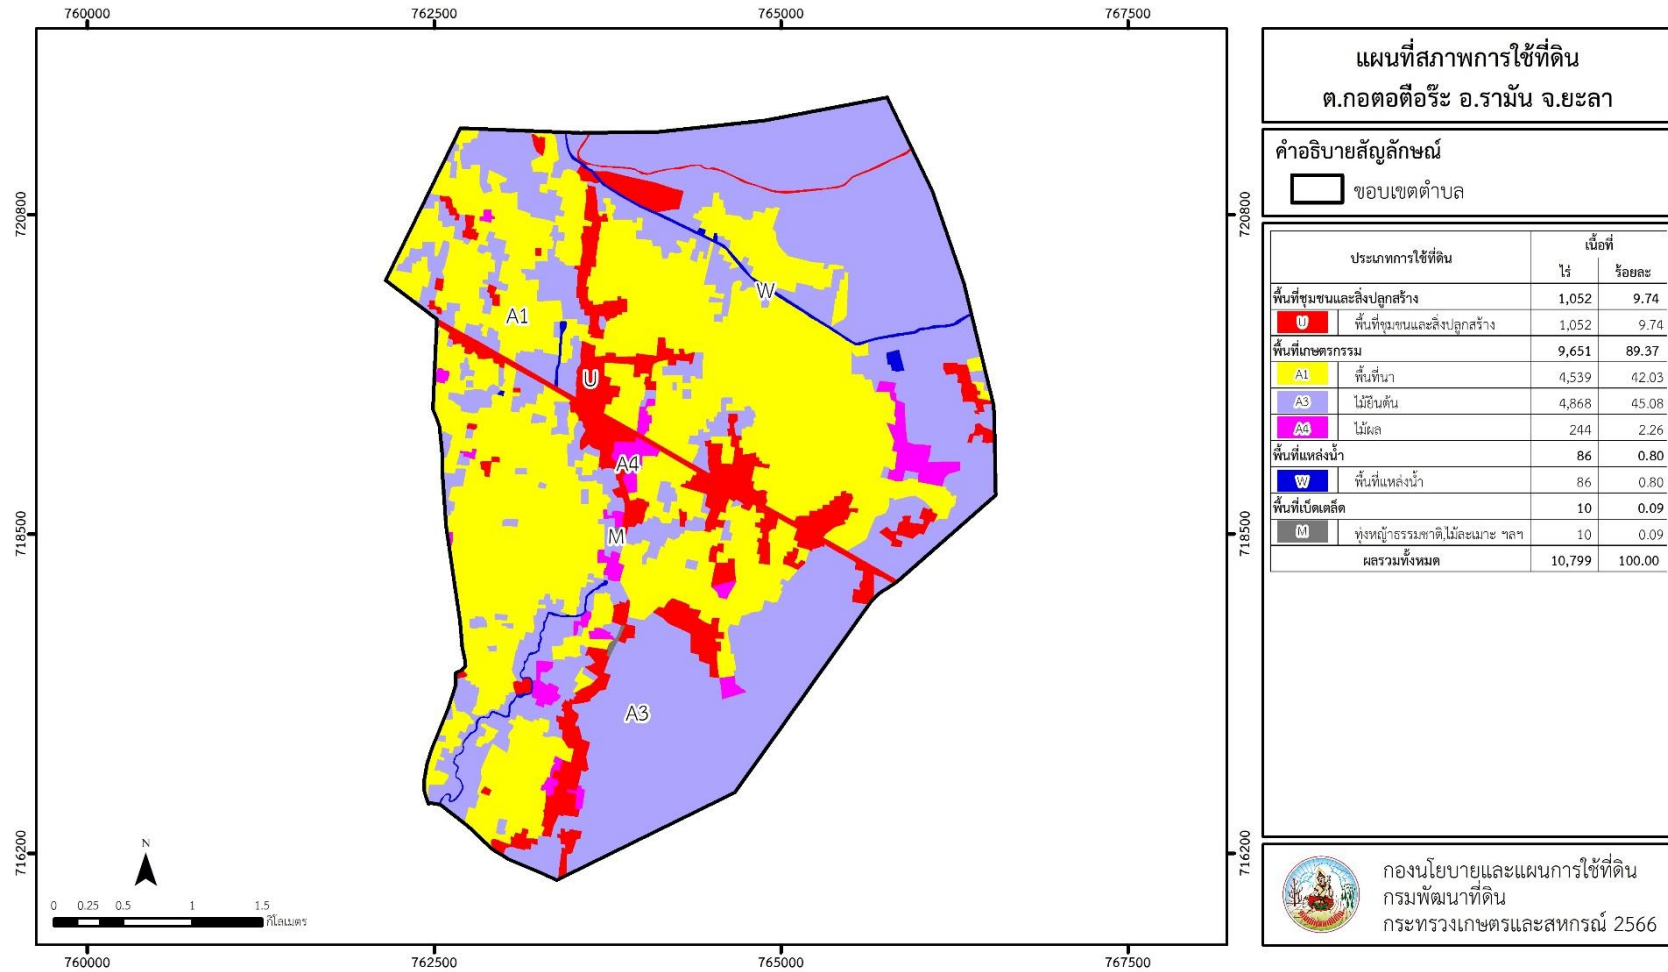 760000 762500 765000 767500
แผนที่สภาพการใช้ที่ดิน
ต.กอตอตือร๊ะ อ.รามัน จ.ยะลา
คำอธิบายสัญลักษณ์
ขอบเขตตำบล
ประเภทการใช้ที่ดิน เนื้อที่
ไร่ ร้อยละ
พื้นที่ชุมชนและสิ่งปลูกสร้าง 1,052 9.74
U พื้นที่ชุมชนและสิ่งปลูกสร้าง 1,052 9.74
พื้นที่เกษตรกรรม 9,651 89.37
A1 พื้นที่นา 4,539 42.03
A3 ไม้ยืนต้น 4,868 45.08
A4 ไม้ผล 244 2.26
พื้นที่แหล่งน้ำ 86 0.80
W พื้นที่แหล่งน้ำ 86 0.80
พื้นที่เบ็ดเตล็ด 10 0.09
M ทุ่งหญ้าธรรมชาติ,ไม้ละเมาะ ฯลฯ 10 0.09
ผลรวมทั้งหมด 10,799 100.00
720800 720800
W
A1
U
A4
718500 718500
M
A3
716200 716200
N
0 0.25 0.5 1 1.5
กิโลเมตร
กองนโยบายและแผนการใช้ที่ดิน
กรมพัฒนาที่ดิน
กระทรวงเกษตรและสหกรณ์ 2566
760000 762500 765000 767500